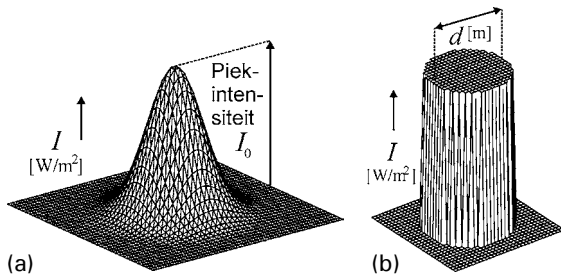 I
[W/m²]
Piek-
inten-
siteit
I₀
(a)
d [m]
I
[W/m²]
(b)